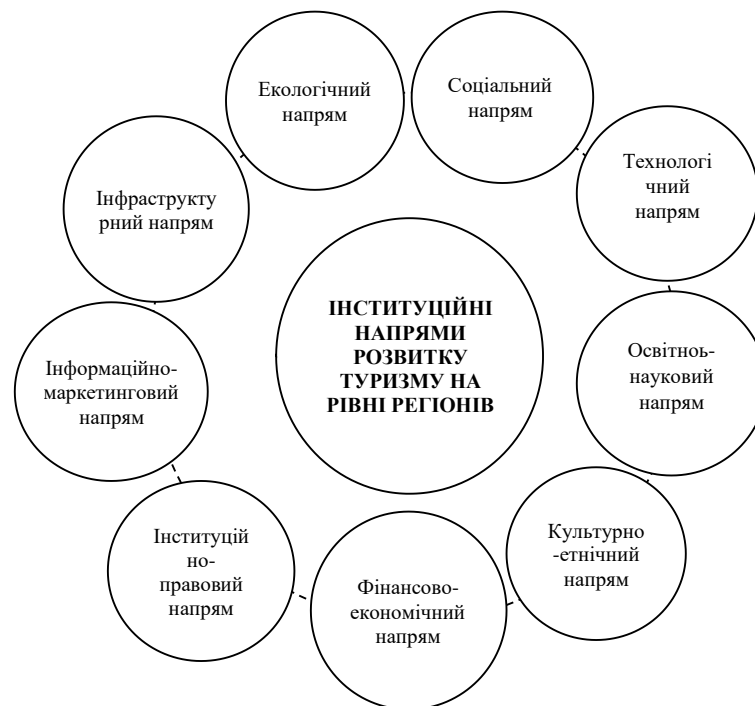 Екологічний
напрям
Соціальний
напрям
Технологі
чний
напрям
Інфраструкту
рний напрям
ІНСТИТУЦІЙНІ
НАПРЯМИ
РОЗВИТКУ
ТУРИЗМУ НА
РІВНІ РЕГІОНІВ
Освітноь-
науковий
напрям
Інформаційно-
маркетинговий
напрям
Культурно
-етнічний
напрям
Інституцій
но-
правовий
напрям
Фінансово-
економічний
напрям